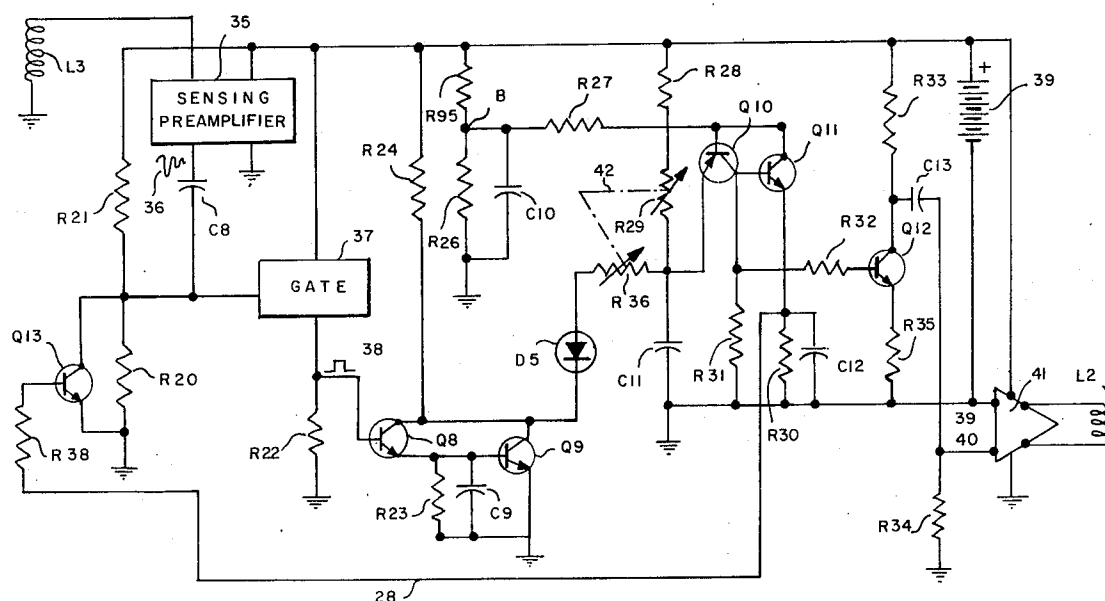 35
L3
SENSING
PREAMPLIFIER
36
C8
R21
37
GATE
Q13
R20
R38
38
R22
R24
R95
B
R26
C10
R27
R28
42
R29
R36
Q10
Q11
D5
Q8
Q9
R23
C9
C11
R31
R30
C12
R32
R33
C13
Q12
R35
+
39
39
40
41
L2
R34
28